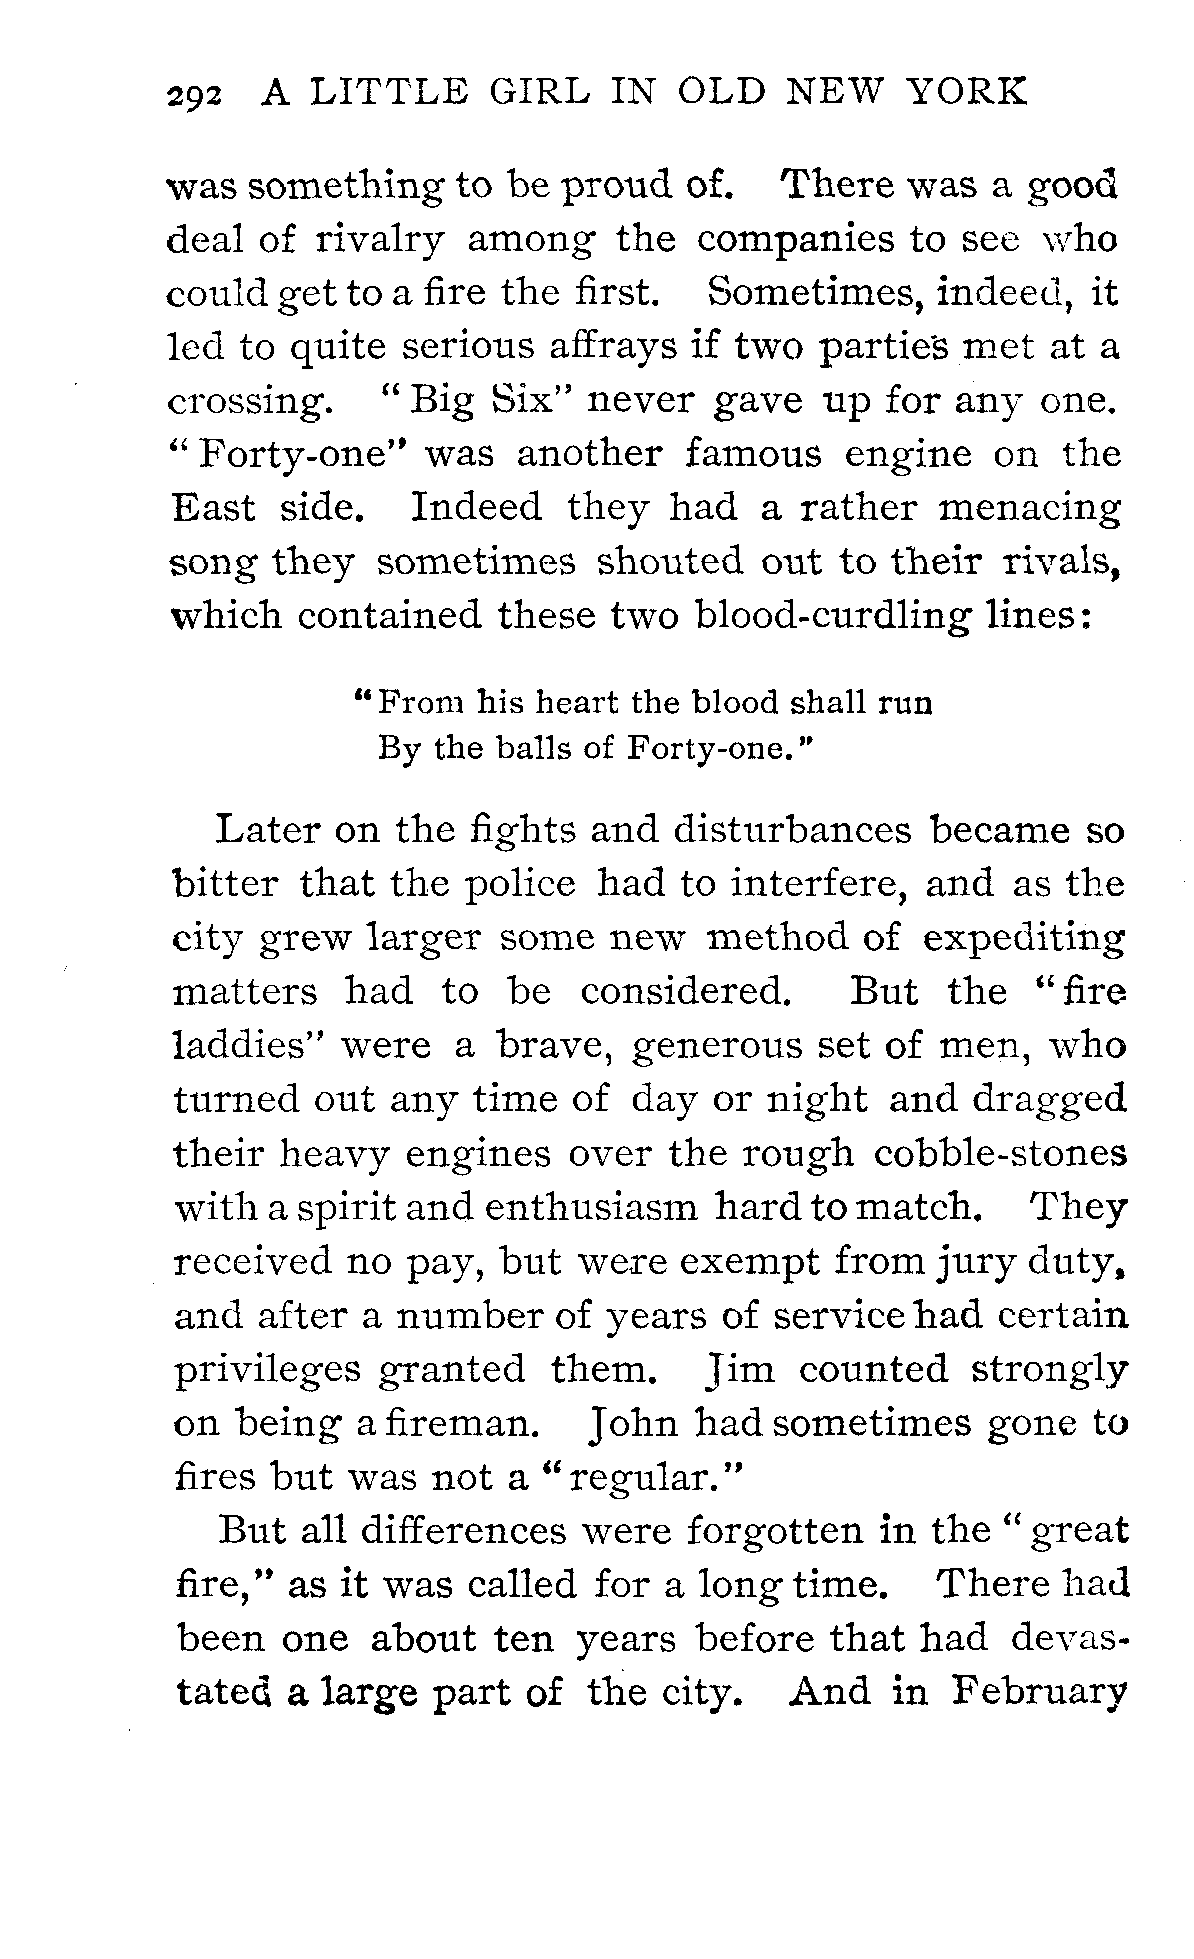 292 A LITTLE GIRL IN OLD NEW YORK
was something to be proud of. There was a good
deal of rivalry among the companies to see who
could get to a fire the first. Sometimes, indeed, it
led to quite serious affrays if two parties met at a
crossing. "Big Six" never gave up for any one.
"Forty-one" was another famous engine on the
East side. Indeed they had a rather menacing
song they sometimes shouted out to their rivals,
which contained these two blood-curdling lines:
"From his heart the blood shall run
By the balls of Forty-one."
Later on the fights and disturbances became so
bitter that the police had to interfere, and as the
city grew larger some new method of expediting
matters had to be considered. But the "fire
laddies" were a brave, generous set of men, who
turned out any time of day or night and dragged
their heavy engines over the rough cobble-stones
with a spirit and enthusiasm hard to match. They
received no pay, but were exempt from jury duty,
and after a number of years of service had certain
privileges granted them. Jim counted strongly
on being a fireman. John had sometimes gone to
fires but was not a "regular."
But all differences were forgotten in the "great
fire," as it was called for a long time. There had
been one about ten years before that had devas-
tated a large part of the city. And in February